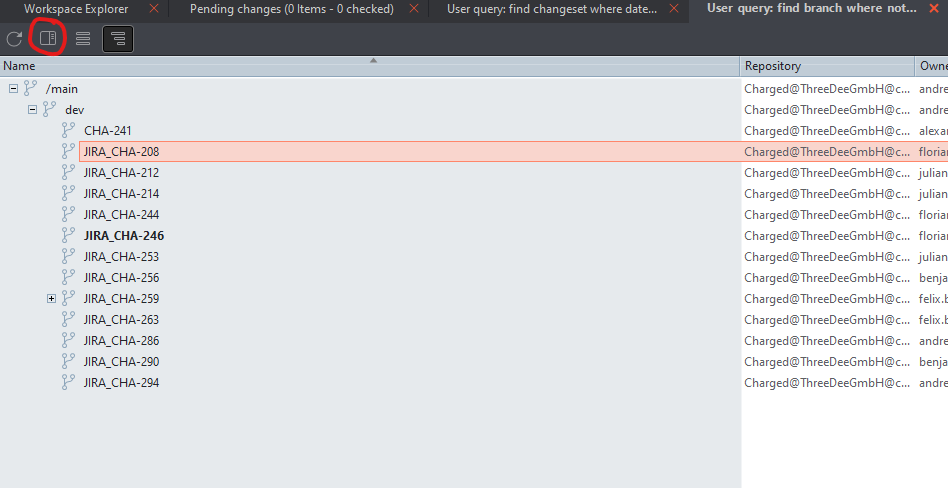 Workspace Explorer Pending changes (0 Items - 0 checked) User query: find changeset where date... User query: find branch where not...
Name Repository Owne
/main Charged@ThreeDeeGmbH@c... andre
dev Charged@ThreeDeeGmbH@c... andre
CHA-241 Charged@ThreeDeeGmbH@c... alexa
JIRA_CHA-208 Charged@ThreeDeeGmbH@c... floria
JIRA_CHA-212 Charged@ThreeDeeGmbH@c... julian
JIRA_CHA-214 Charged@ThreeDeeGmbH@c... julian
JIRA_CHA-244 Charged@ThreeDeeGmbH@c... floria
JIRA_CHA-246 Charged@ThreeDeeGmbH@c... floria
JIRA_CHA-253 Charged@ThreeDeeGmbH@c... julian
JIRA_CHA-256 Charged@ThreeDeeGmbH@c... benja
JIRA_CHA-259 Charged@ThreeDeeGmbH@c... felix.b
JIRA_CHA-263 Charged@ThreeDeeGmbH@c... felix.b
JIRA_CHA-286 Charged@ThreeDeeGmbH@c... andre
JIRA_CHA-290 Charged@ThreeDeeGmbH@c... benja
JIRA_CHA-294 Charged@ThreeDeeGmbH@c... andre